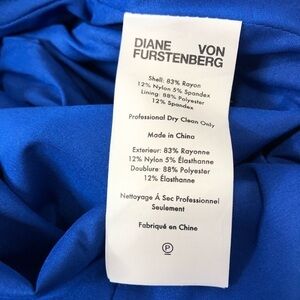 DIANE VON
FURSTENBERG
Shell: 83% Rayon
12% Nylon 5% Spandex
Lining: 88% Polyester
12% Spandex
Professional Dry Clean Only
Made in China
Exterieur: 83% Rayonne
12% Nylon 5% Élasthanne
Doublure: 88% Polyester
12% Élasthanne
Nettoyage À Sec Professionnel
Seulement
Fabriqué en Chine
P